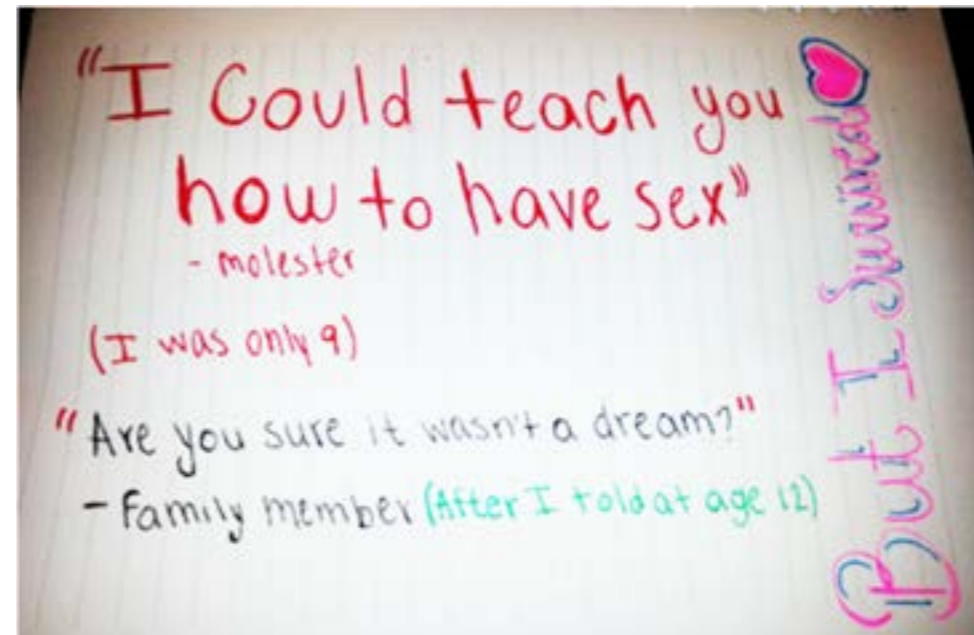 "I Could teach you
how to have sex"
- molester
(I was only 9)
"Are you sure it wasn't a dream?"
- Family member (After I told at age 12)
But I Survived